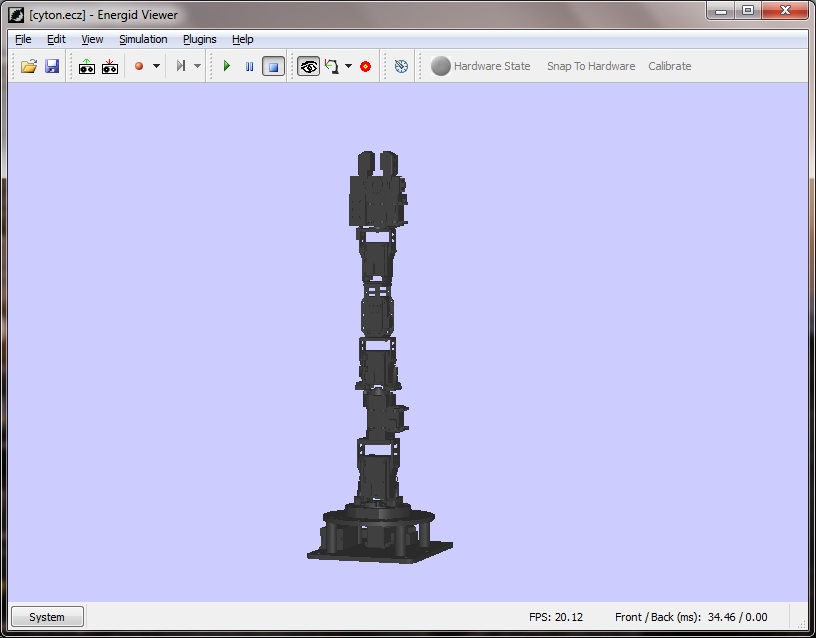 [cyton.ecz] - Energid Viewer
File Edit View Simulation Plugins Help
Hardware State Snap To Hardware Calibrate
System FPS: 20.12 Front / Back (ms): 34.46 / 0.00